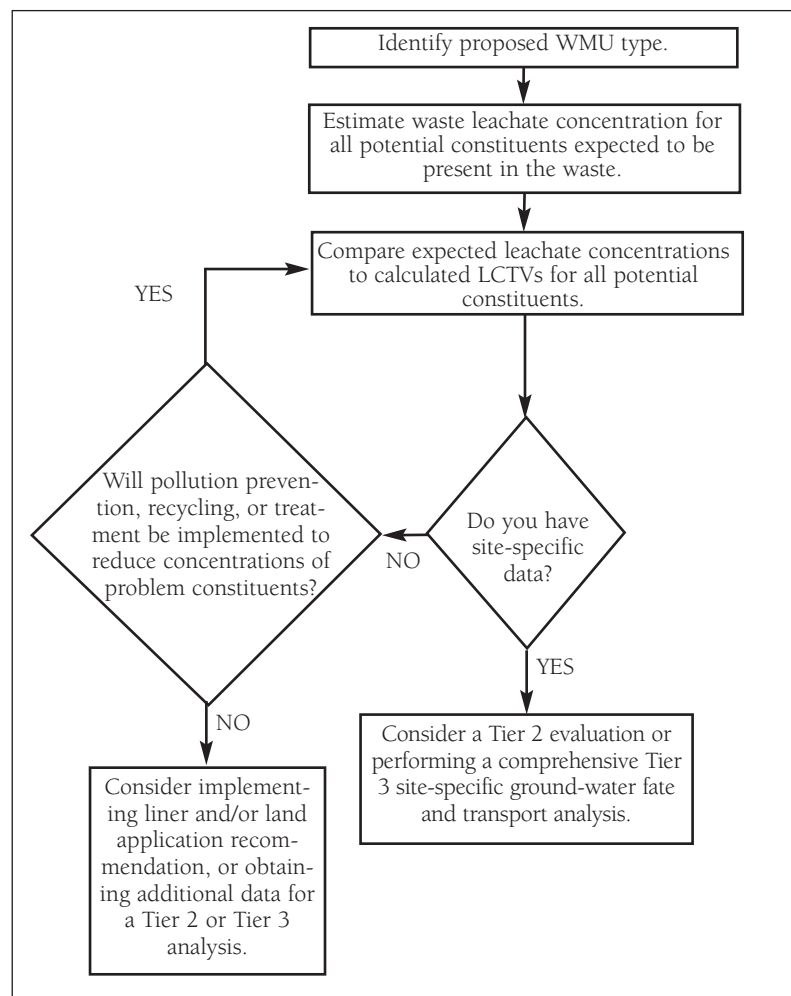 Identify proposed WMU type.
Estimate waste leachate concentration for
all potential constituents expected to be
present in the waste.
Compare expected leachate concentrations
to calculated LCTVs for all potential
constituents.
YES
Will pollution preven-
tion, recycling, or treat-
ment be implemented to
reduce concentrations of
problem constituents?
NO
Do you have
site-specific
data?
YES
NO
Consider a Tier 2 evaluation or
performing a comprehensive Tier
3 site-specific ground-water fate
and transport analysis.
Consider implement-
ing liner and/or land
application recom-
mendation, or obtain-
ing additional data for
a Tier 2 or Tier 3
analysis.